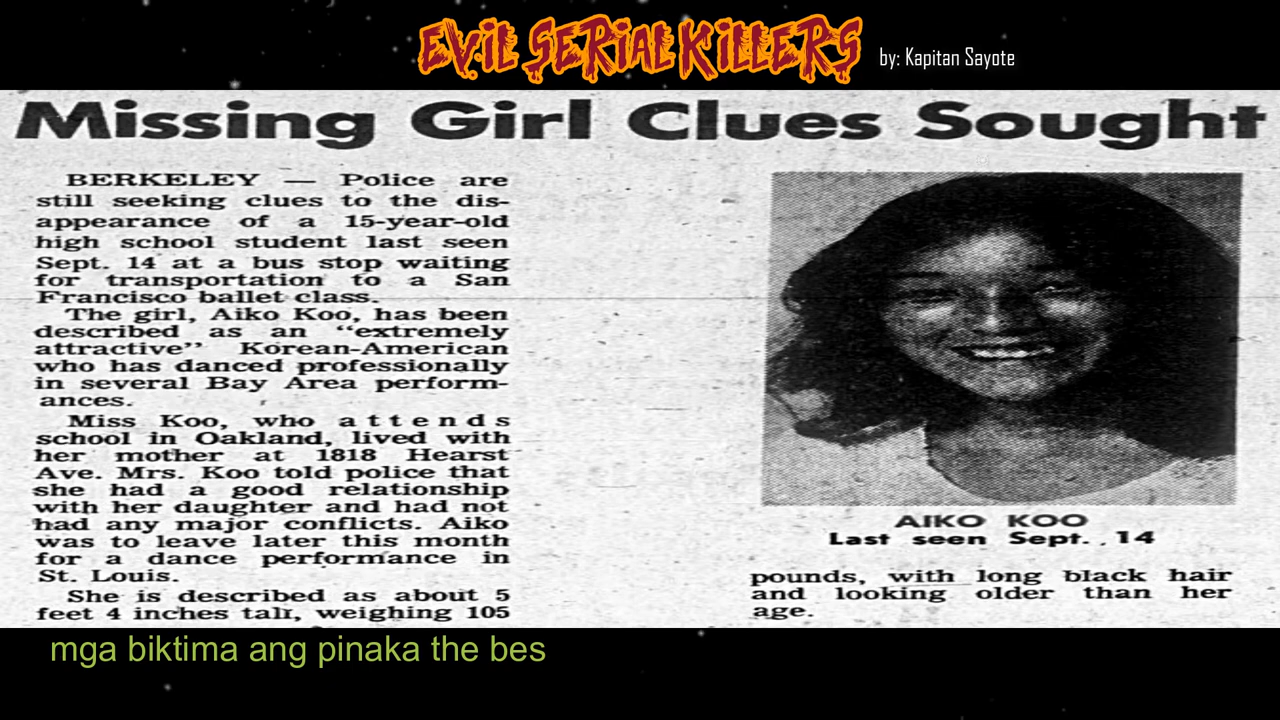 EVIL SERIAL KILLERS
by: Kapitan Sayote
Missing Girl Clues Sought
BERKELEY — Police are
still seeking clues to the dis-
appearance of a 15-year-old
high school student last seen
Sept. 14 at a bus stop waiting
for transportation to a San
Francisco ballet class.
The girl, Aiko Koo, has been
described as an “extremely
attractive” Korean-American
who has danced professionally
in several Bay Area perform-
ances.
Miss Koo, who attends
school in Oakland, lived with
her mother at 1818 Hearst
Ave. Mrs. Koo told police that
she had a good relationship
with her daughter and had not
had any major conflicts. Aiko
was to leave later this month
for a dance performance in
St. Louis.
She is described as about 5
feet 4 inches tall, weighing 105
AIKO KOO
Last seen Sept. 14
pounds, with long black hair
and looking older than her
age.
mga biktima ang pinaka the bes